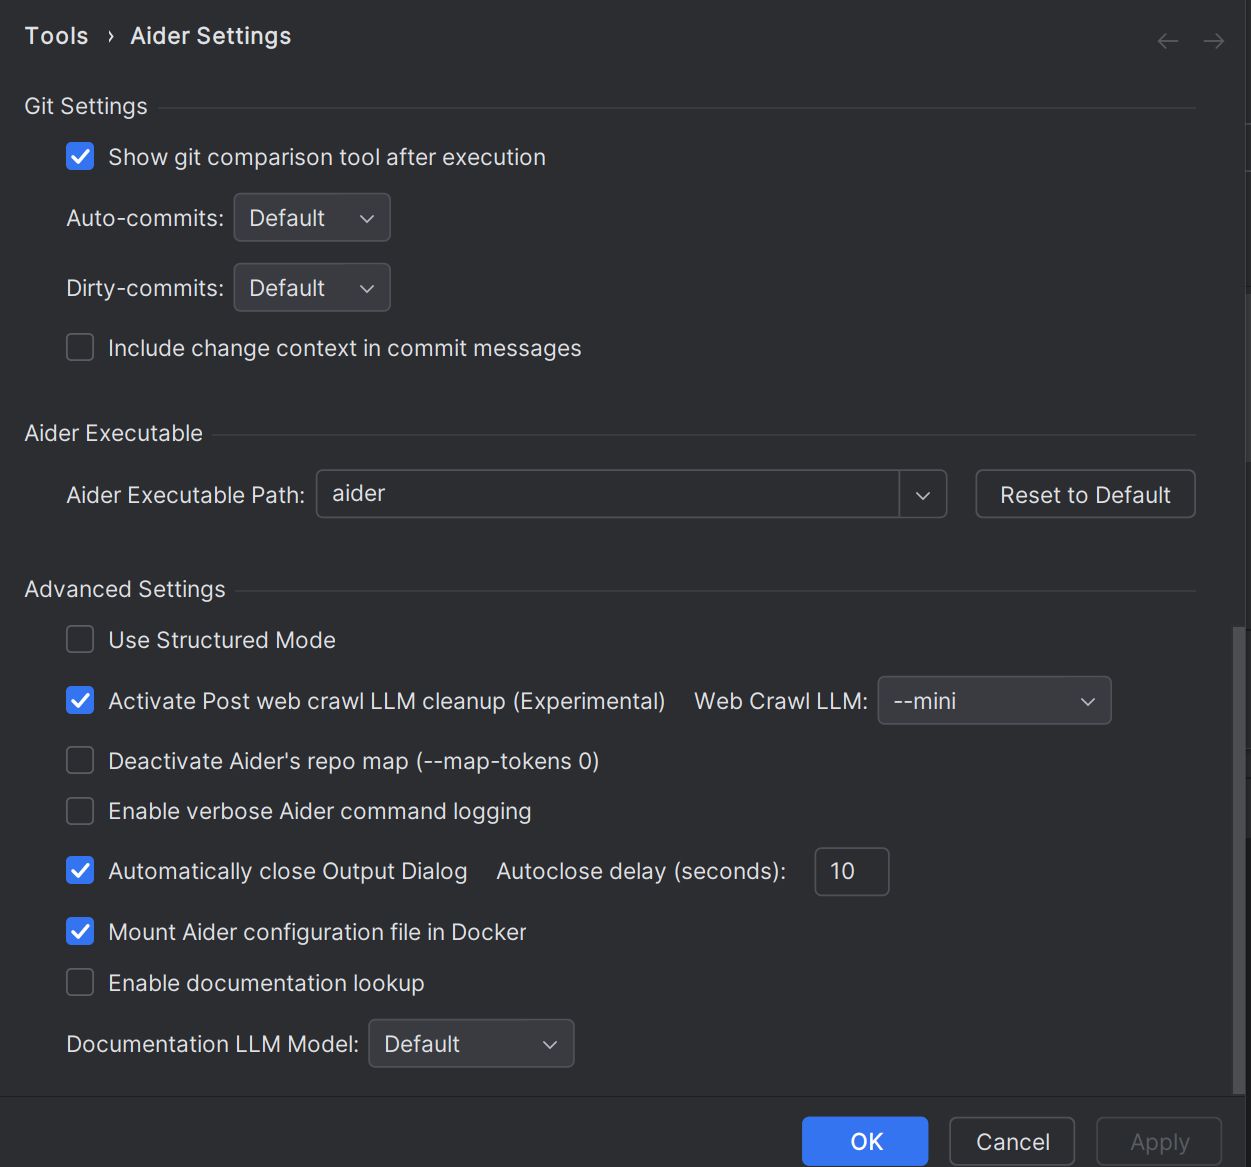 Tools › Aider Settings
Git Settings
Show git comparison tool after execution
Auto-commits: Default
Dirty-commits: Default
Include change context in commit messages
Aider Executable
Aider Executable Path: aider Reset to Default
Advanced Settings
Use Structured Mode
Activate Post web crawl LLM cleanup (Experimental) Web Crawl LLM: --mini
Deactivate Aider's repo map (--map-tokens 0)
Enable verbose Aider command logging
Automatically close Output Dialog Autoclose delay (seconds): 10
Mount Aider configuration file in Docker
Enable documentation lookup
Documentation LLM Model: Default
OK Cancel Apply